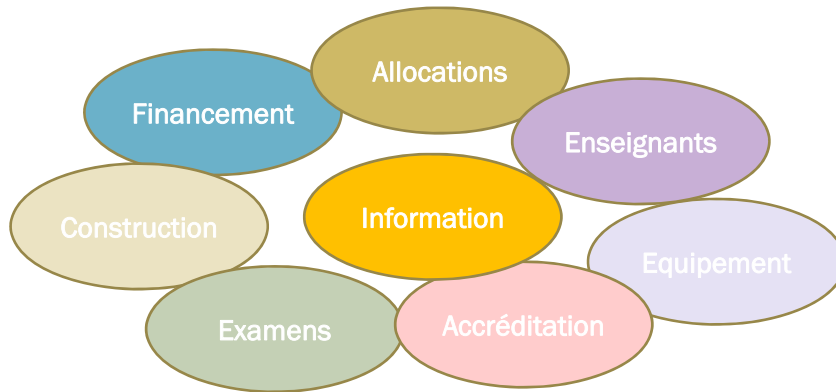 Allocations
Financement
Enseignants
Information
Construction
Equipement
Accréditation
Examens